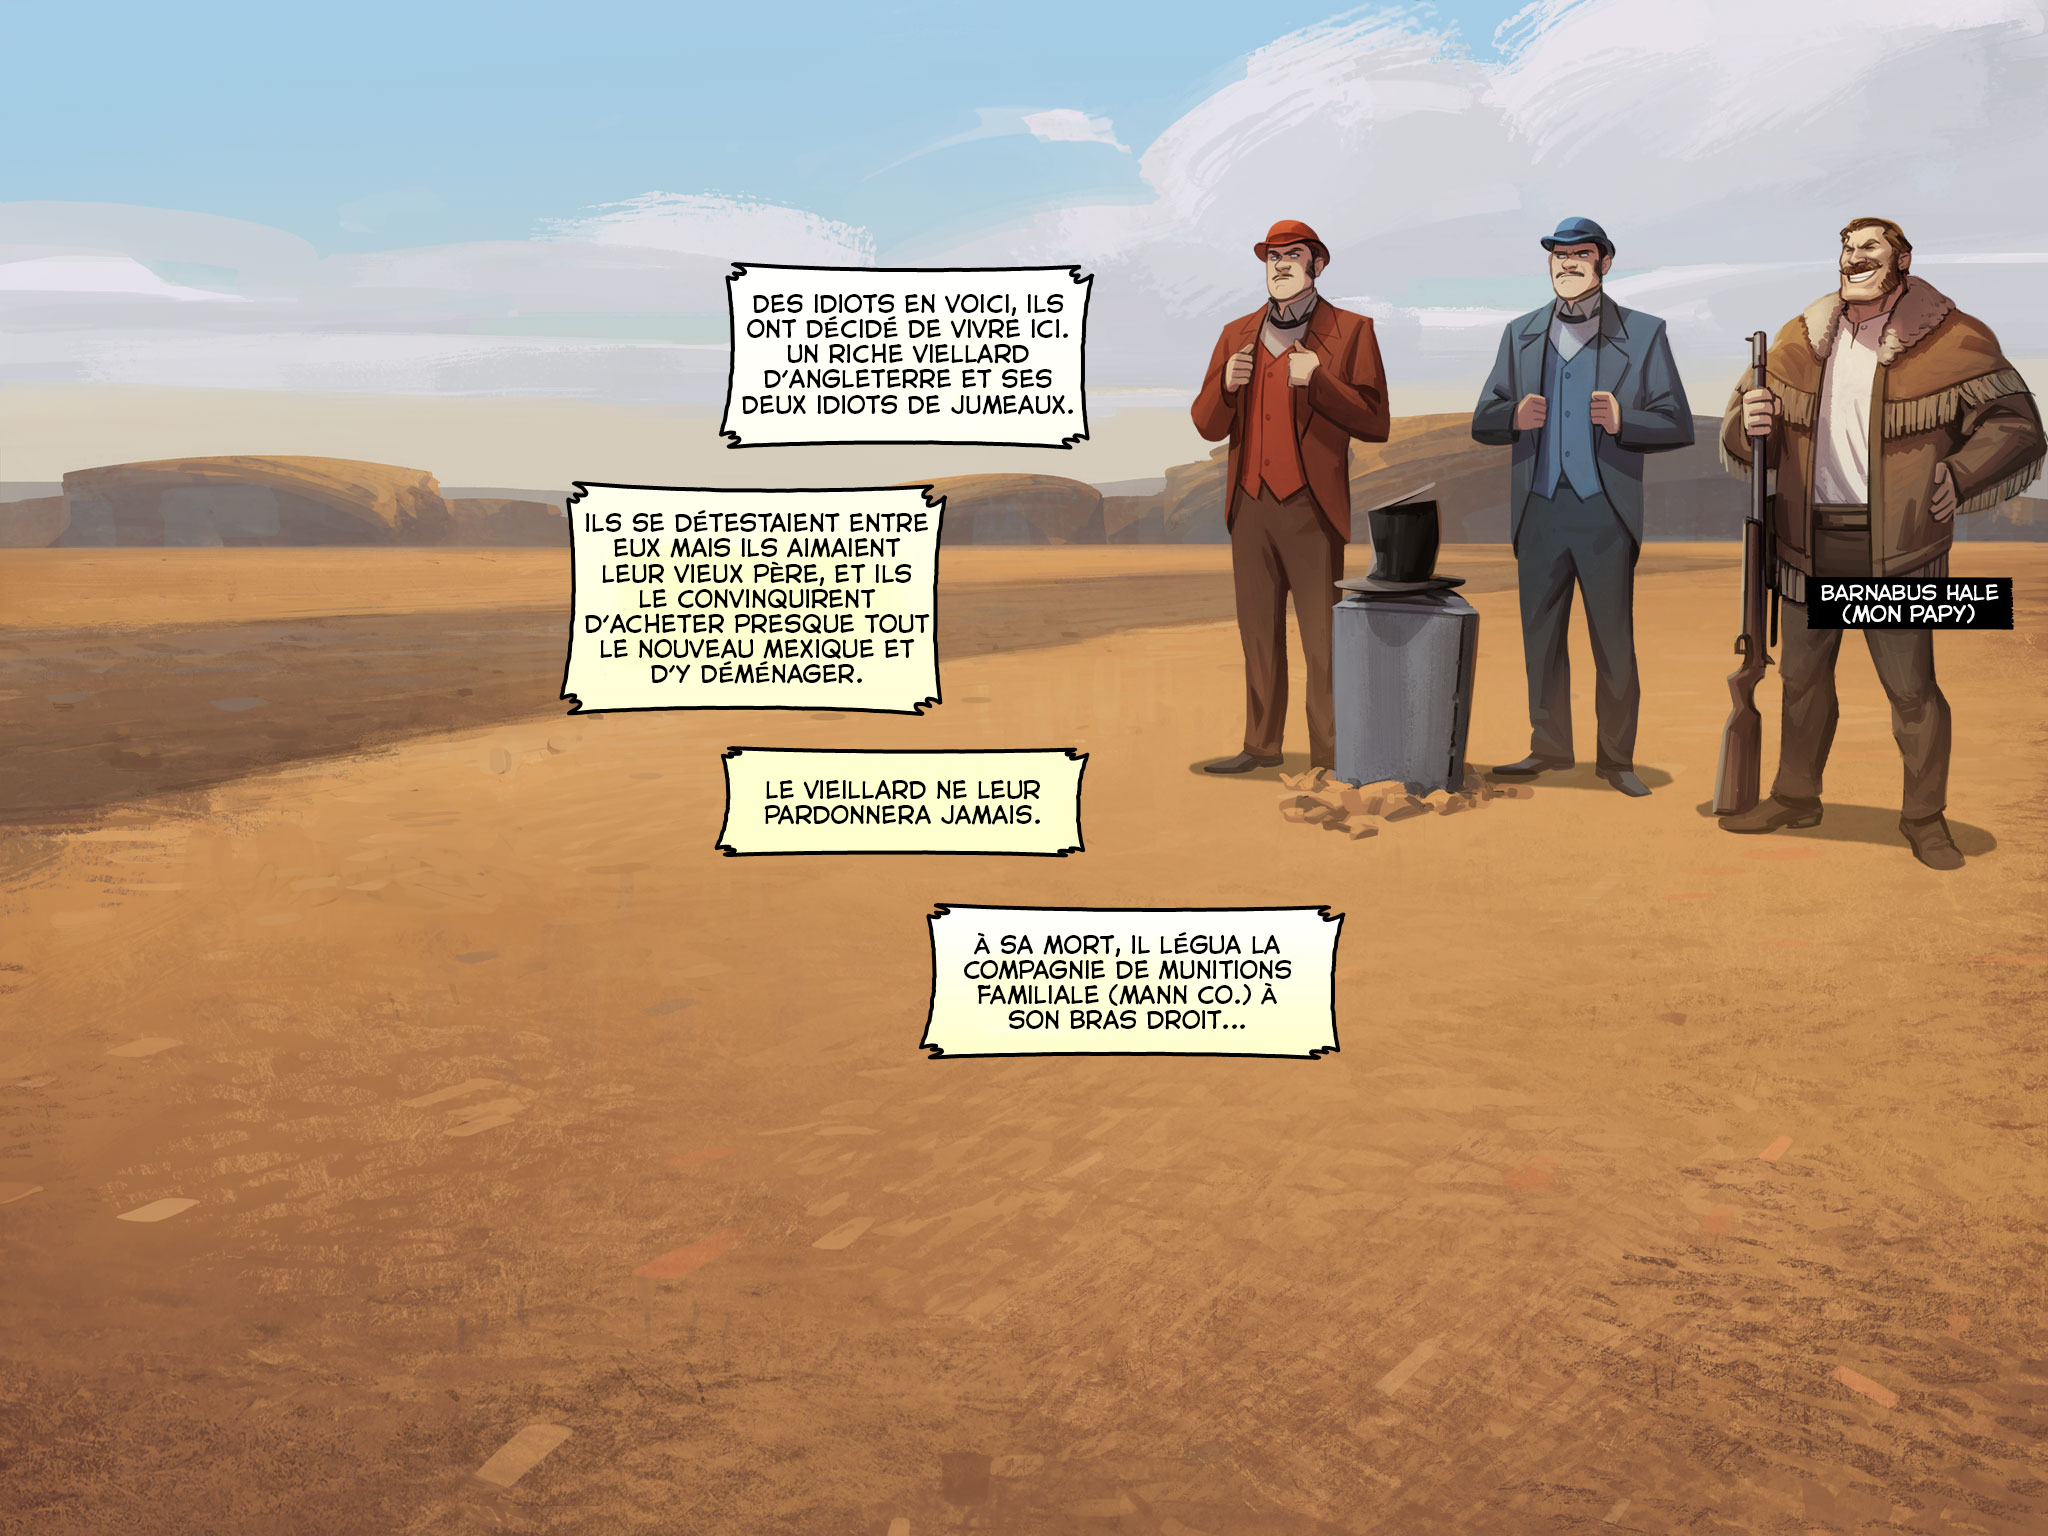 DES IDIOTS EN VOICI, ILS
ONT DÉCIDÉ DE VIVRE ICI.
UN RICHE VIELLARD
D'ANGLETERRE ET SES
DEUX IDIOTS DE JUMEAUX.
ILS SE DÉTESTAIENT ENTRE
EUX MAIS ILS AIMAIENT
LEUR VIEUX PÈRE, ET ILS
LE CONVINQUIRENT
D'ACHETER PRESQUE TOUT
LE NOUVEAU MEXIQUE ET
D'Y DÉMÉNAGER.
BARNABUS HALE
(MON PAPY)
LE VIEILLARD NE LEUR
PARDONNERA JAMAIS.
À SA MORT, IL LÉGUA LA
COMPAGNIE DE MUNITIONS
FAMILIALE (MANN CO.) À
SON BRAS DROIT...